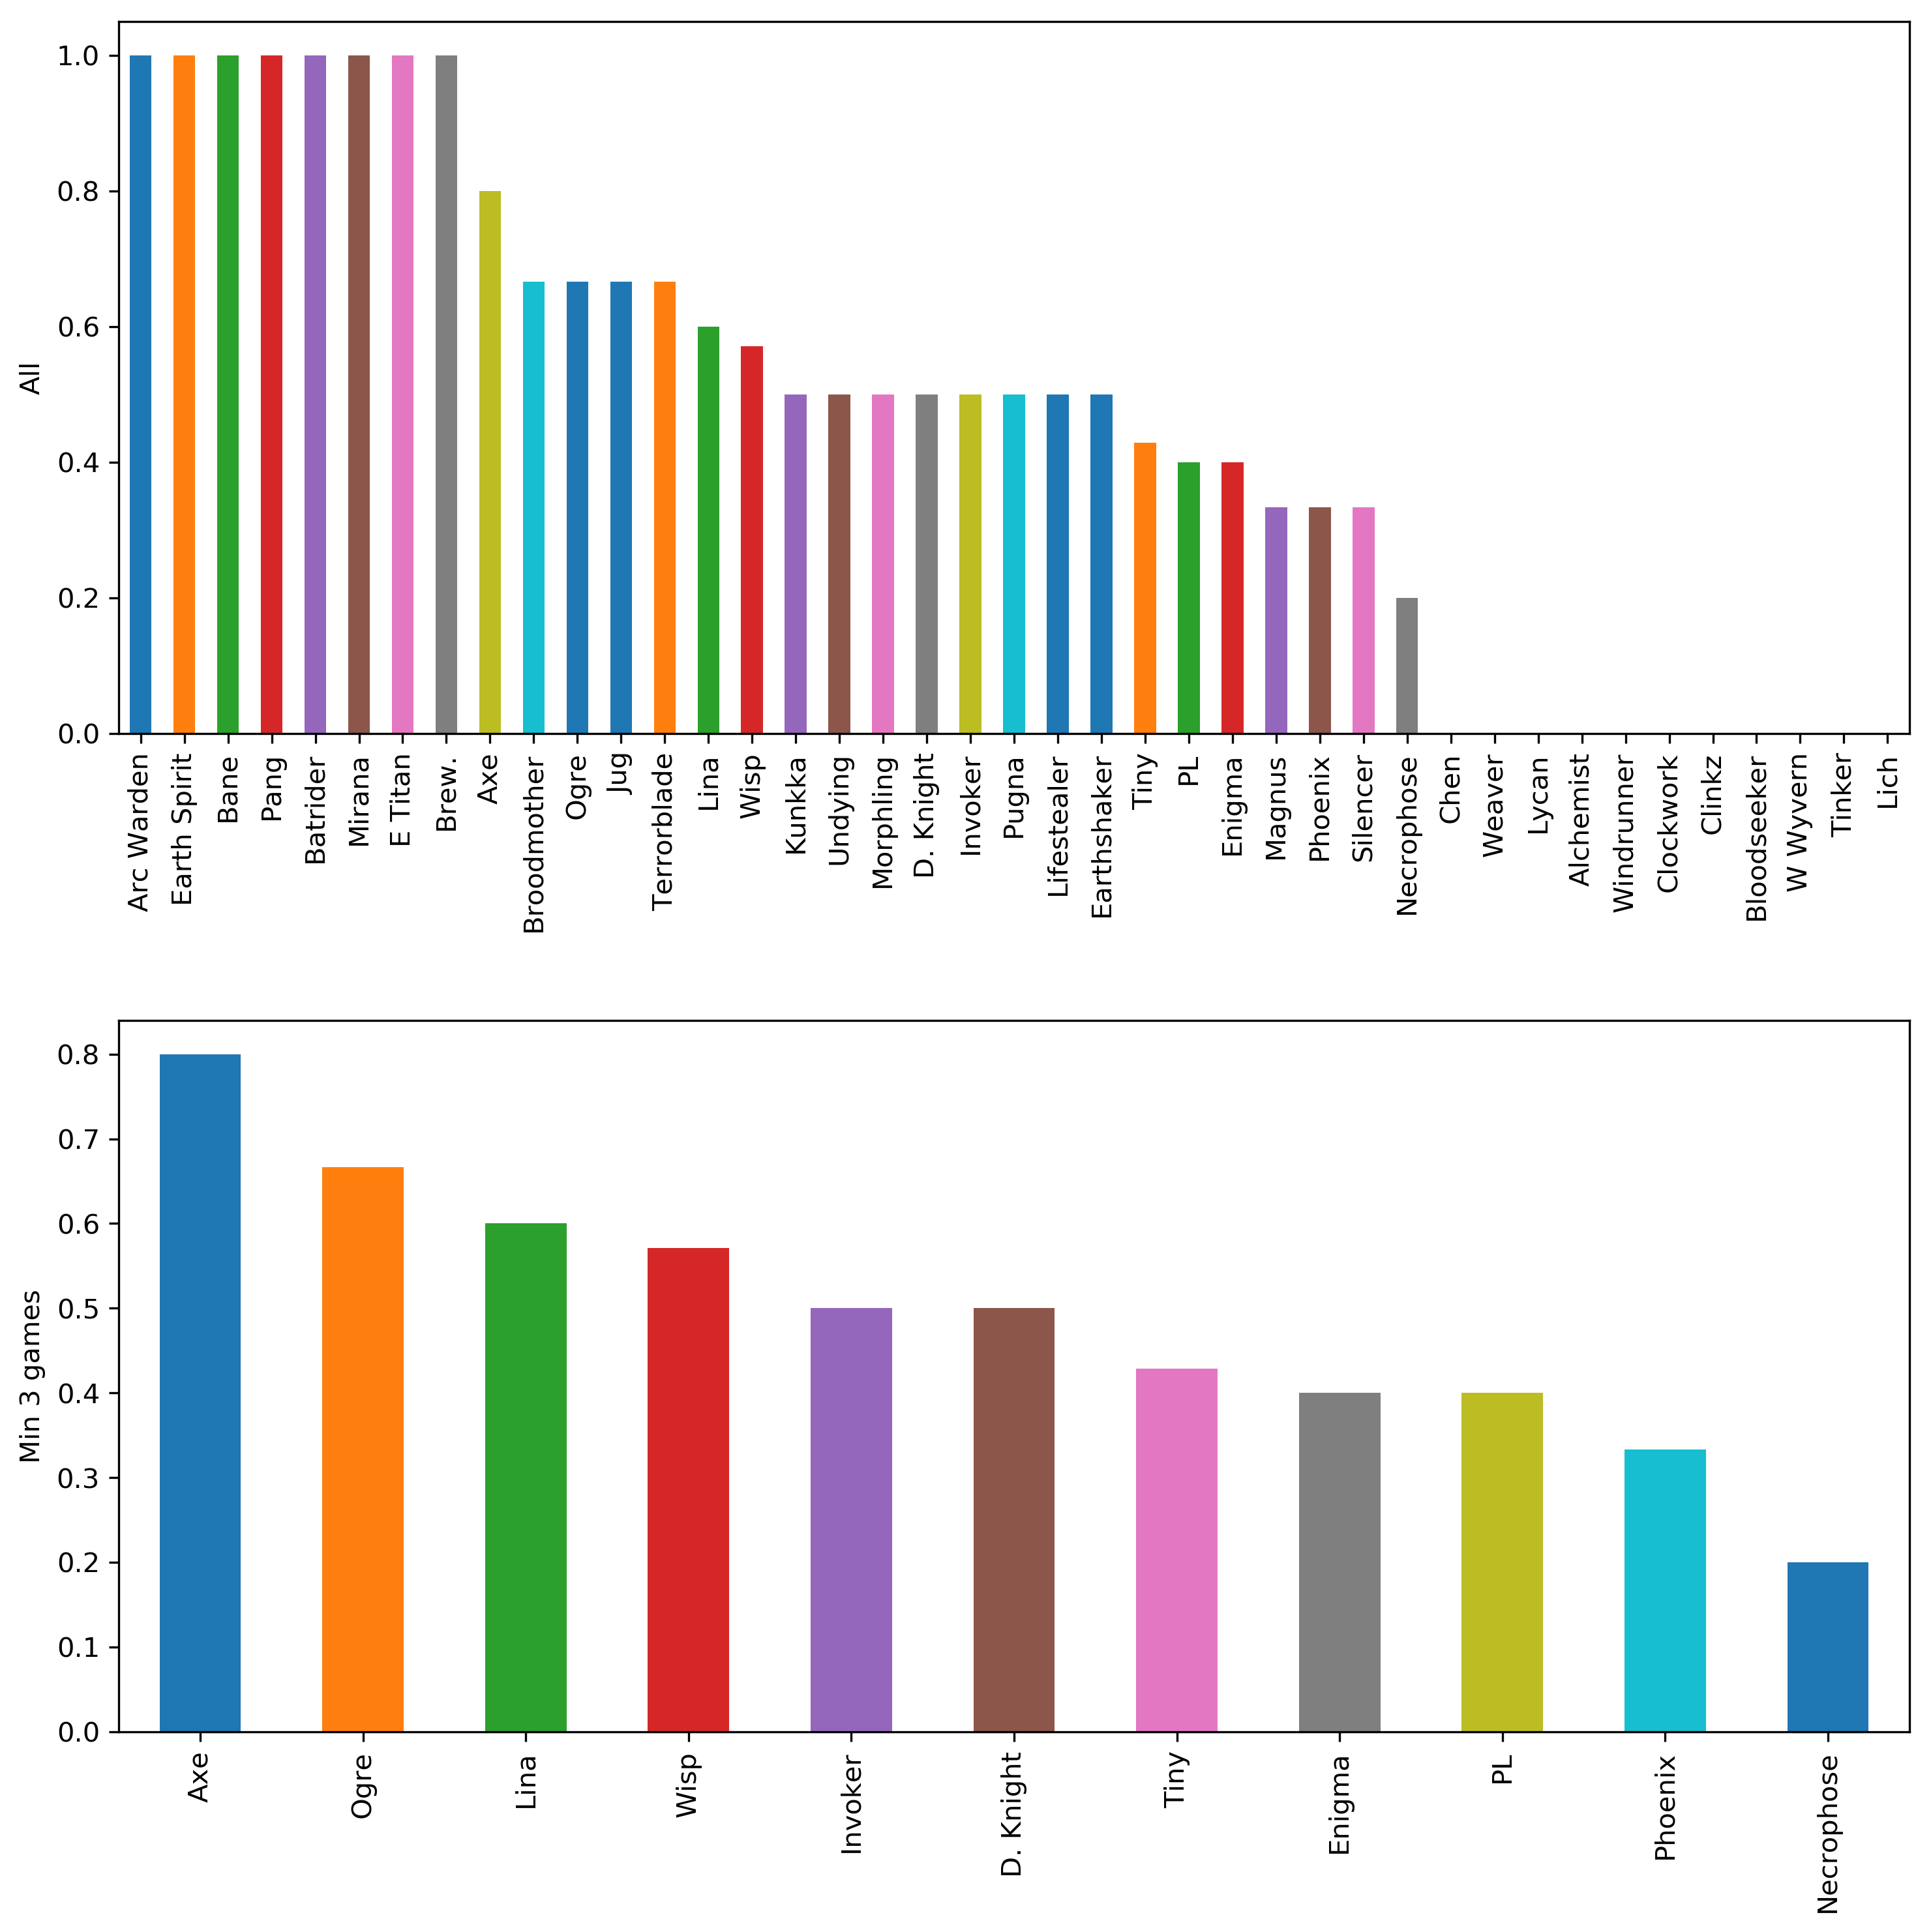 All
1.0
0.8
0.6
0.4
0.2
0.0
Arc Warden
Earth Spirit
Bane
Pang
Batrider
Mirana
E Titan
Brew.
Axe
Broodmother
Ogre
Jug
Terrorblade
Lina
Wisp
Kunkka
Undying
Morphling
D. Knight
Invoker
Pugna
Lifestealer
Earthshaker
Tiny
PL
Enigma
Magnus
Phoenix
Silencer
Necrophose
Chen
Weaver
Lycan
Alchemist
Windrunner
Clockwork
Clinkz
Bloodseeker
W Wyvern
Tinker
Lich
Min 3 games
0.8
0.7
0.6
0.5
0.4
0.3
0.2
0.1
0.0
Axe
Ogre
Lina
Wisp
Invoker
D. Knight
Tiny
Enigma
PL
Phoenix
Necrophose